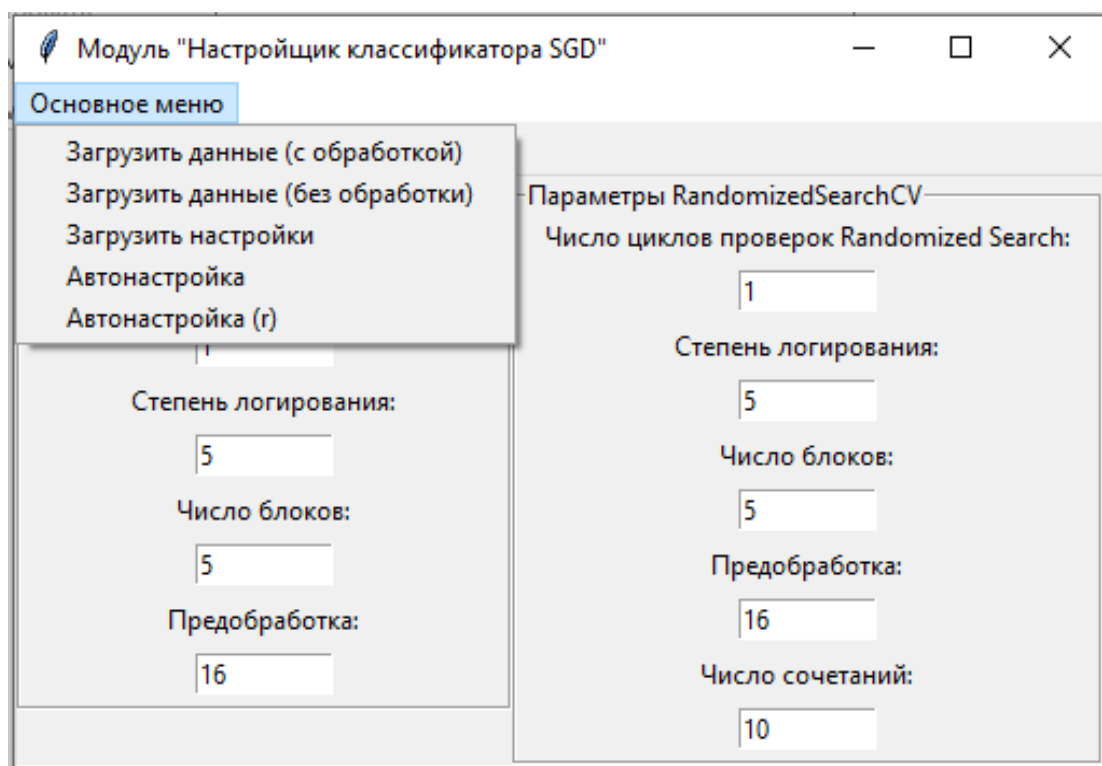 Модуль "Настройщик классификатора SGD"
Основное меню
Загрузить данные (с обработкой)
Загрузить данные (без обработки)
Загрузить настройки
Автонастройка
Автонастройка (r)
Степень логирования:
5
Число блоков:
5
Предобработка:
16
Параметры RandomizedSearchCV
Число циклов проверок Randomized Search:
1
Степень логирования:
5
Число блоков:
5
Предобработка:
16
Число сочетаний:
10